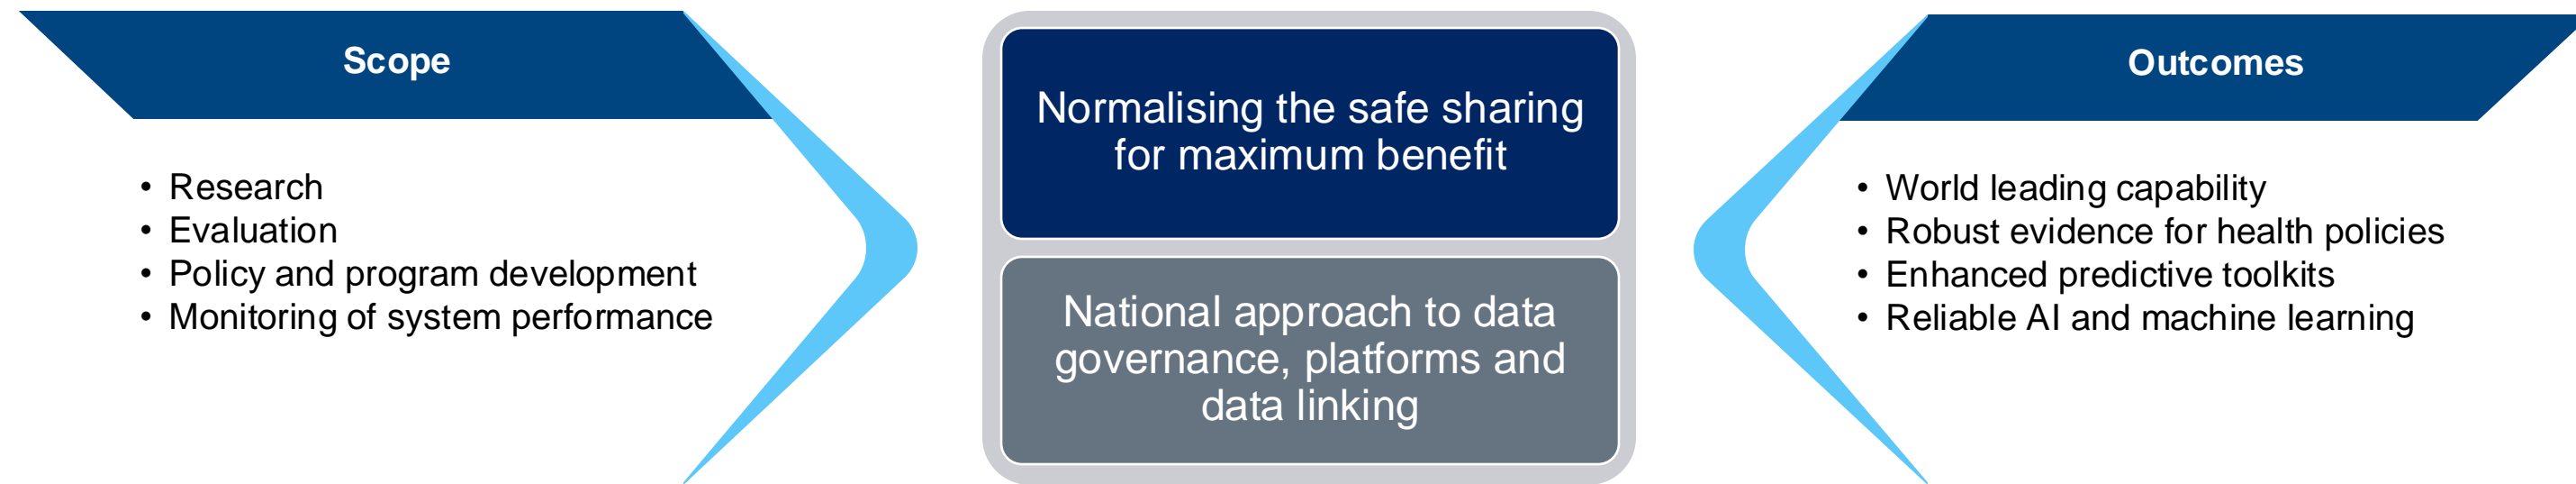 Scope
• Research
• Evaluation
• Policy and program development
• Monitoring of system performance
Normalising the safe sharing
for maximum benefit
National approach to data
governance, platforms and
data linking
Outcomes
• World leading capability
• Robust evidence for health policies
• Enhanced predictive toolkits
• Reliable AI and machine learning